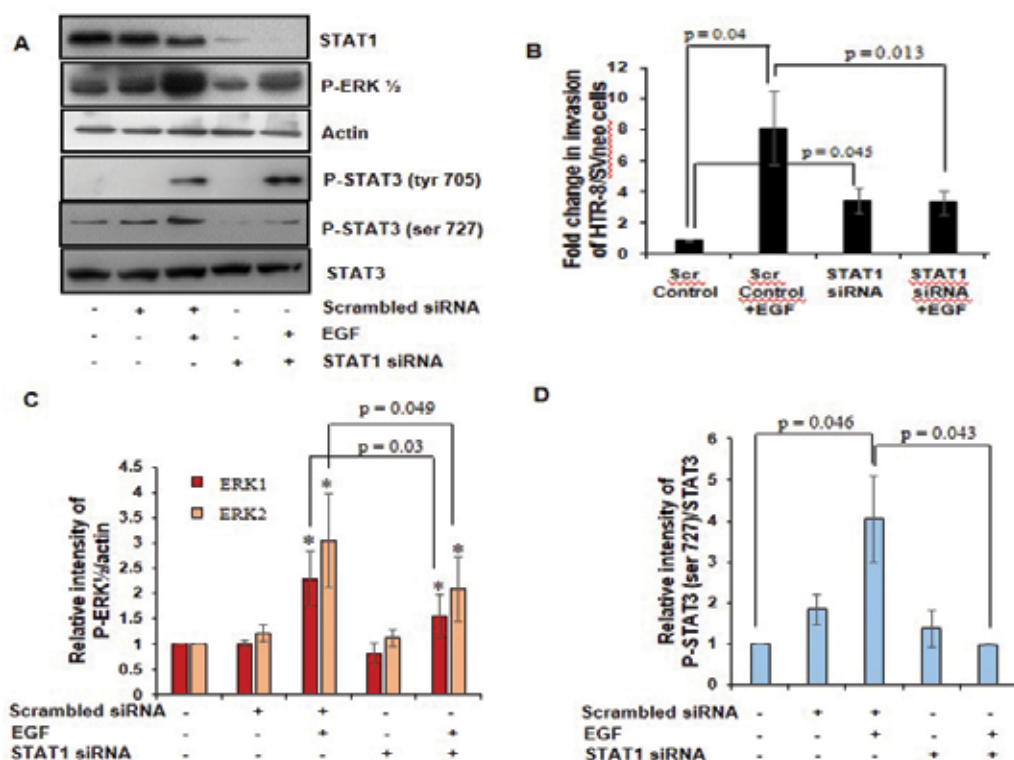 A
STAT1
P-ERK ½
Actin
P-STAT3 (tyr 705)
P-STAT3 (ser 727)
STAT3
- + + - - Scrambled siRNA
- - + - + EGF
- - - + + STAT1 siRNA
B
p = 0.04
p = 0.013
p = 0.045
Fold change in invasion
of HTR-8/SVneo cells
12
10
8
6
4
2
0
Scr Control
Scr Control +EGF
STAT1 siRNA
STAT1 siRNA +EGF
C
p = 0.049
p = 0.03
Relative intensity of
P-ERK½/actin
4.5
4
3.5
3
2.5
2
1.5
1
0.5
0
ERK1
ERK2
* * * *
Scrambled siRNA - + + - -
EGF - - + - +
STAT1 siRNA - - - + +
D
p = 0.046
p = 0.043
Relative intensity of
P-STAT3 (ser 727)/STAT3
6
5
4
3
2
1
0
Scrambled siRNA - + + - -
EGF - - + - +
STAT1 siRNA - - - + +